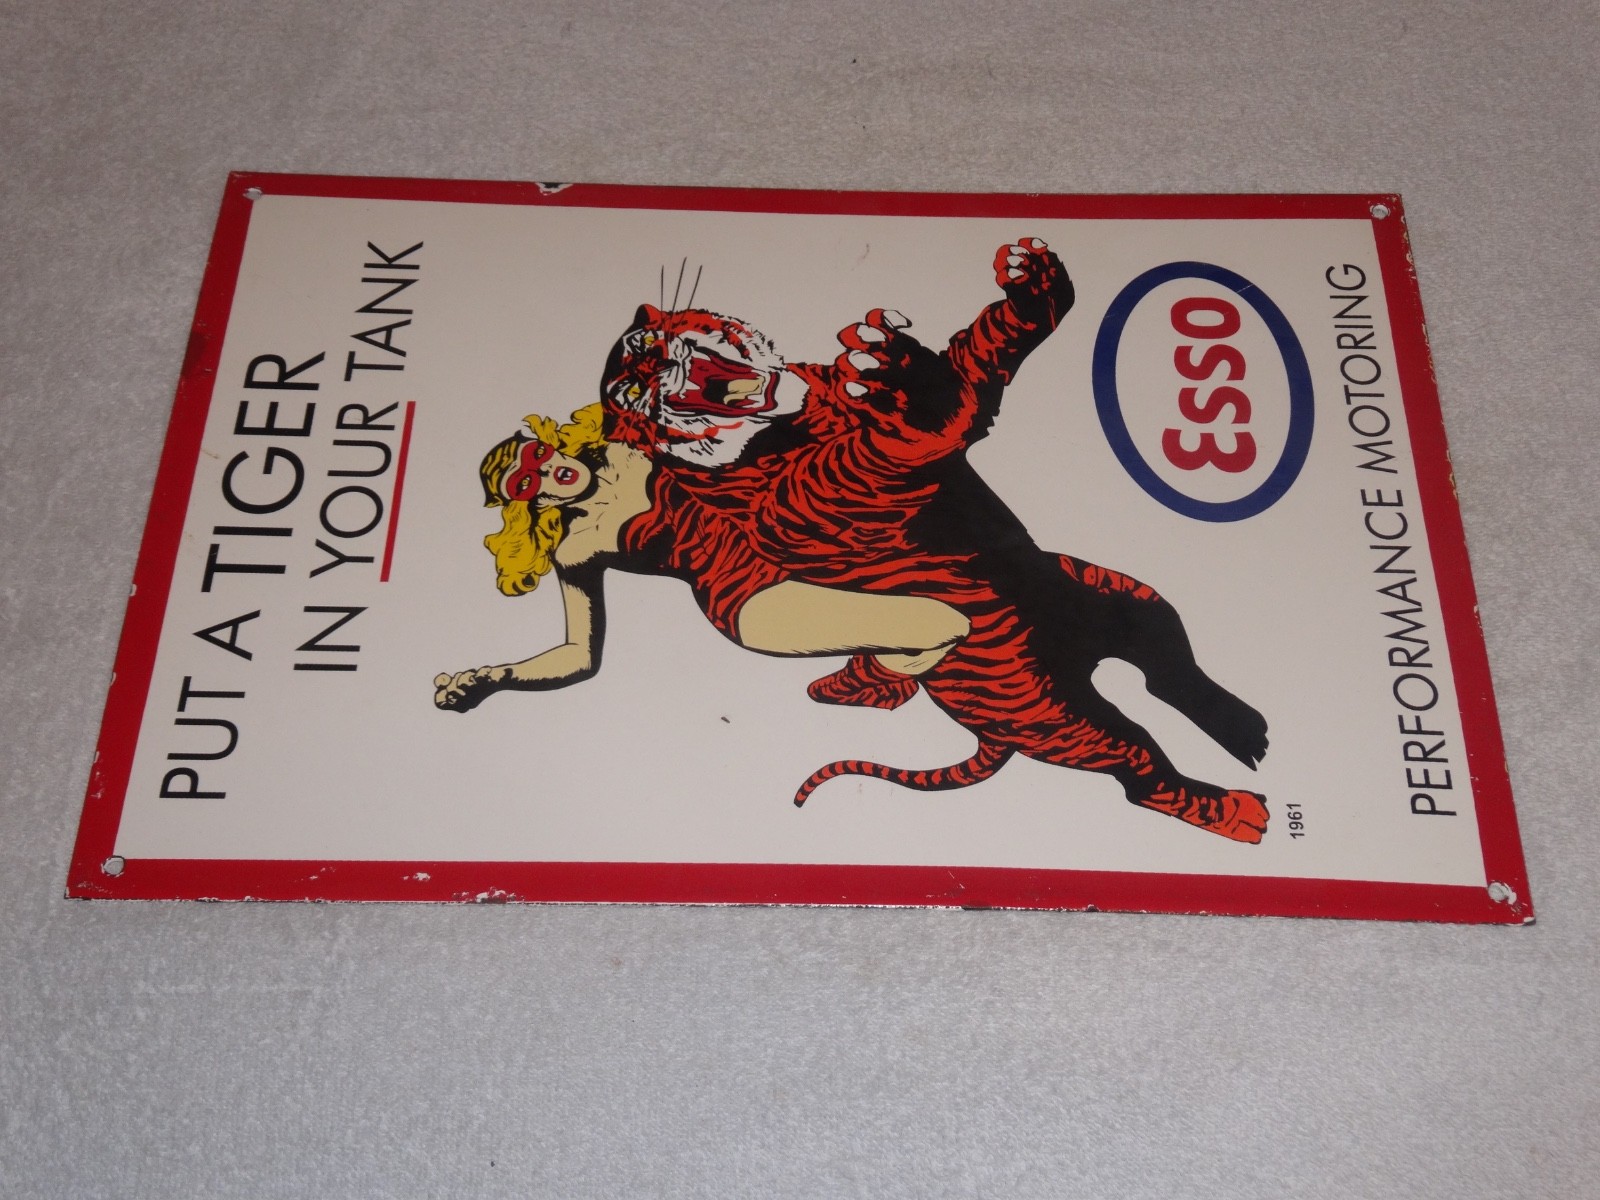 PUT A TIGER
IN YOUR TANK
Esso
1961
PERFORMANCE MOTORING